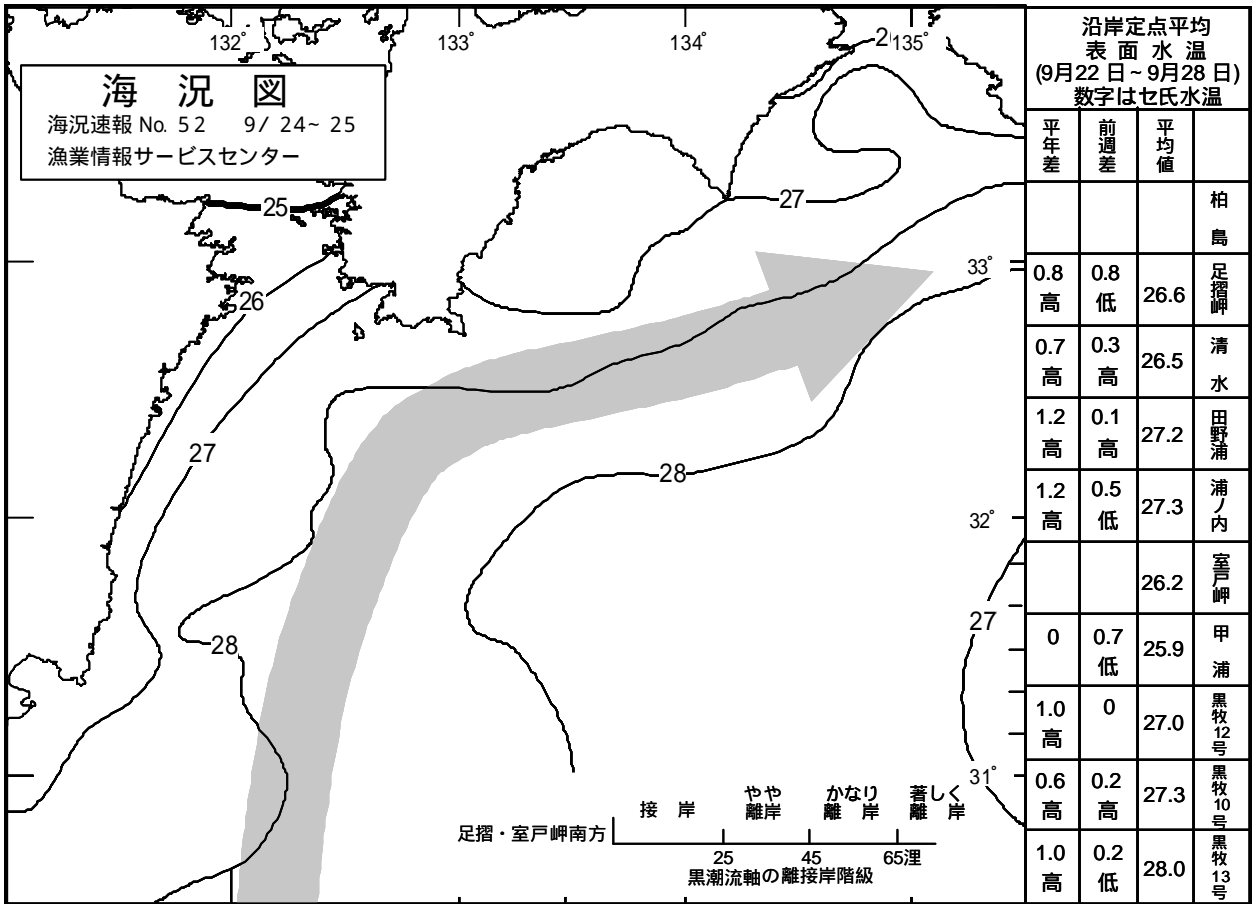 132°
133°
134°
135°
2
海 況 図
海況速報 No. 52 9/ 24~ 25
漁業情報サービスセンター
25
26
27
27
28
28
27
33°
32°
31°
接 岸
やや離岸
かなり離 岸
著しく離 岸
足摺・室戸岬南方
25 45 65浬
黒潮流軸の離接岸階級
沿岸定点平均
表 面 水 温
(9月22 日~9月28 日)
数字はセ氏水温
平年差 前週差 平均値
柏島
0.8高 0.8低 26.6 足摺岬
0.7高 0.3高 26.5 清水
1.2高 0.1高 27.2 田野浦
1.2高 0.5低 27.3 浦ノ内
26.2 室戸岬
0 0.7低 25.9 甲浦
1.0高 0 27.0 黒牧12号
0.6高 0.2高 27.3 黒牧10号
1.0高 0.2低 28.0 黒牧13号